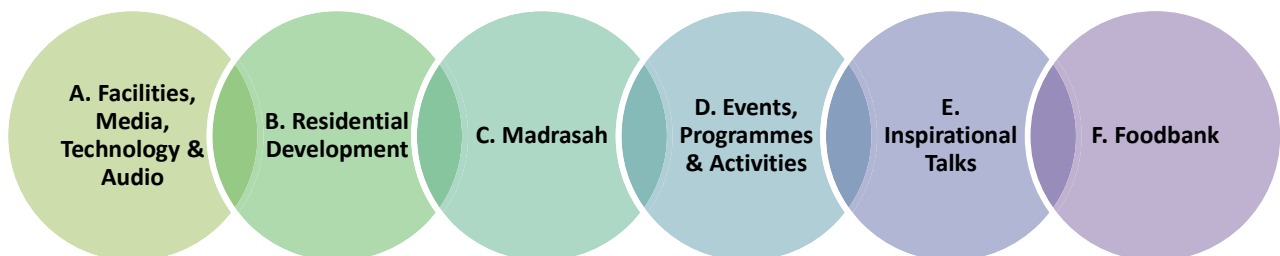 A. Facilities,
Media,
Technology &
Audio
B. Residential
Development
C. Madrasah
D. Events,
Programmes
& Activities
E.
Inspirational
Talks
F. Foodbank